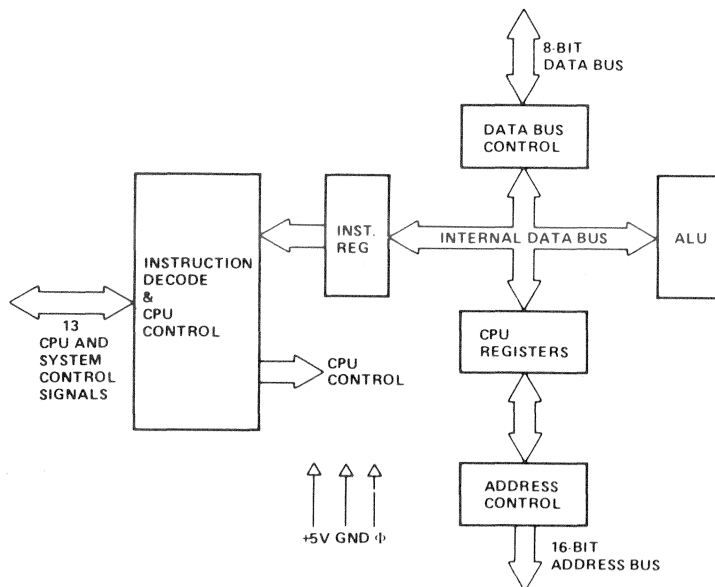 8-BIT
DATA BUS
DATA BUS
CONTROL
INST.
REG
INTERNAL DATA BUS
ALU
INSTRUCTION
DECODE
&
CPU
CONTROL
13
CPU AND
SYSTEM
CONTROL
SIGNALS
CPU
REGISTERS
CPU
CONTROL
ADDRESS
CONTROL
+5V GND Φ
16-BIT
ADDRESS BUS